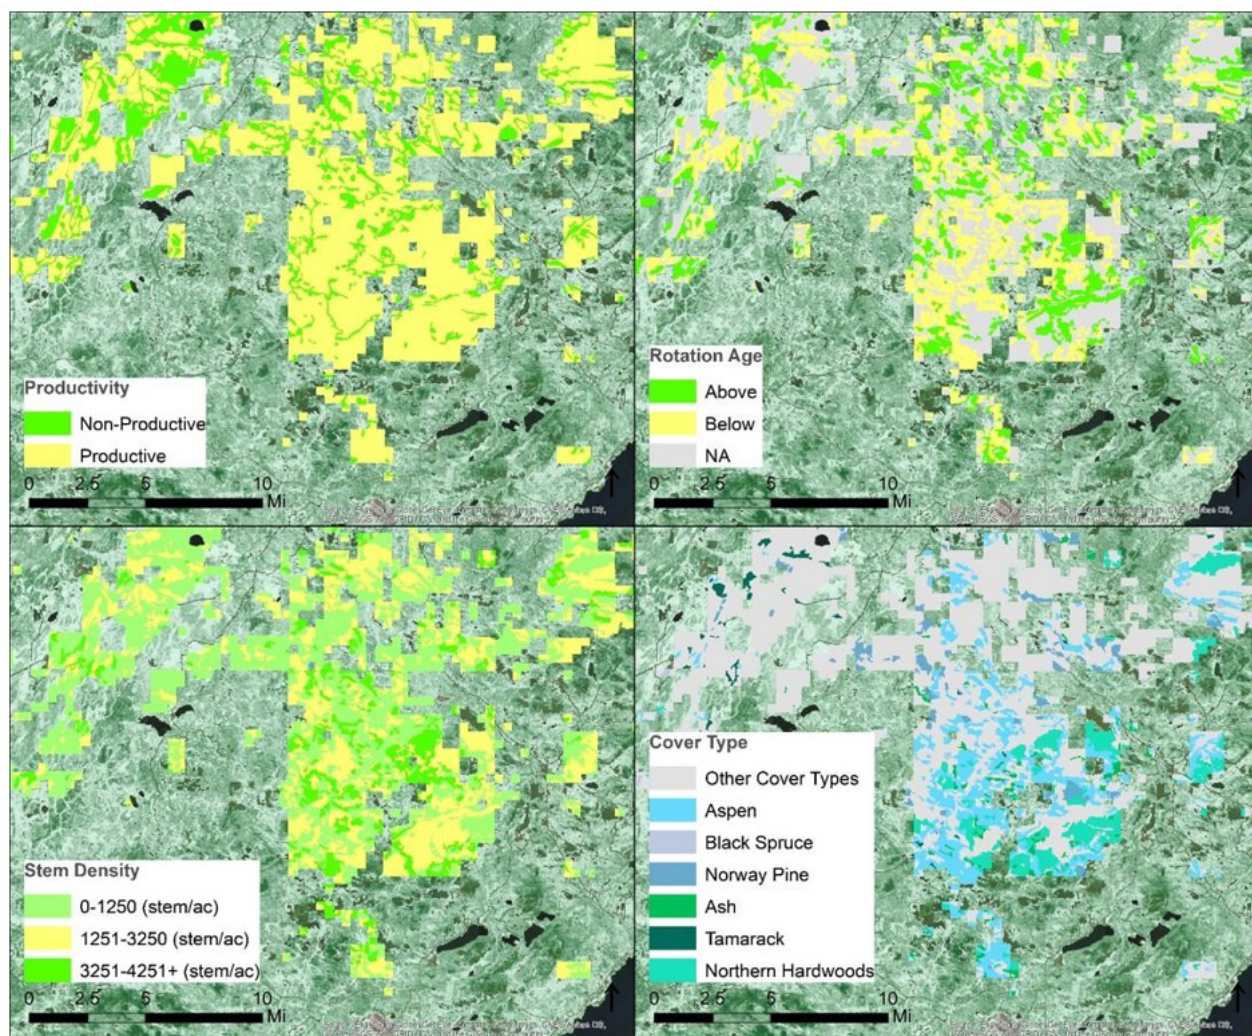 Productivity
Non-Productive
Productive
0 2.5 5 10
Mi
Rotation Age
Above
Below
NA
0 2.5 5 10
Mi
Stem Density
0-1250 (stem/ac)
1251-3250 (stem/ac)
3251-4251+ (stem/ac)
0 2.5 5 10
Mi
Cover Type
Other Cover Types
Aspen
Black Spruce
Norway Pine
Ash
Tamarack
Northern Hardwoods
0 2.5 5 10
Mi